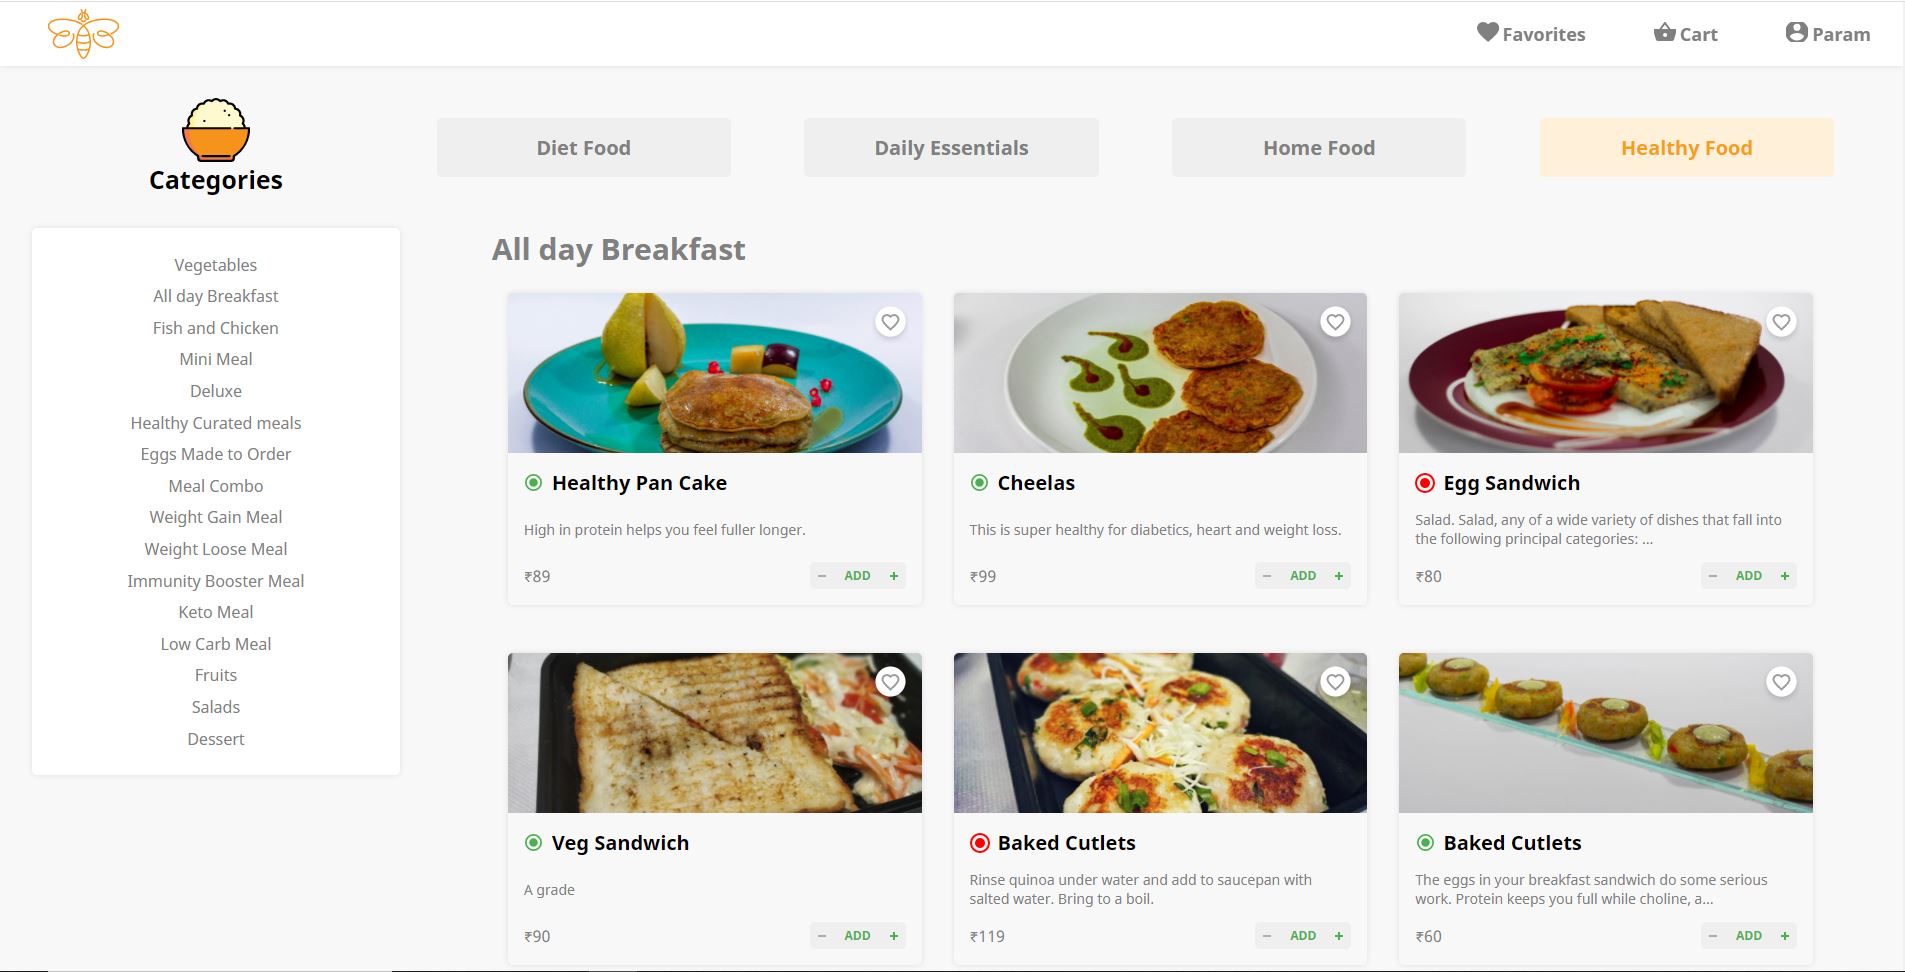 Favorites
Cart
Param
Categories
Diet Food
Daily Essentials
Home Food
Healthy Food
Vegetables
All day Breakfast
Fish and Chicken
Mini Meal
Deluxe
Healthy Curated meals
Eggs Made to Order
Meal Combo
Weight Gain Meal
Weight Loose Meal
Immunity Booster Meal
Keto Meal
Low Carb Meal
Fruits
Salads
Dessert
All day Breakfast
Healthy Pan Cake
High in protein helps you feel fuller longer.
₹89
− ADD +
Cheelas
This is super healthy for diabetics, heart and weight loss.
₹99
− ADD +
Egg Sandwich
Salad. Salad, any of a wide variety of dishes that fall into
the following principal categories: ...
₹80
− ADD +
Veg Sandwich
A grade
₹90
− ADD +
Baked Cutlets
Rinse quinoa under water and add to saucepan with
salted water. Bring to a boil.
₹119
− ADD +
Baked Cutlets
The eggs in your breakfast sandwich do some serious
work. Protein keeps you full while choline, a...
₹60
− ADD +